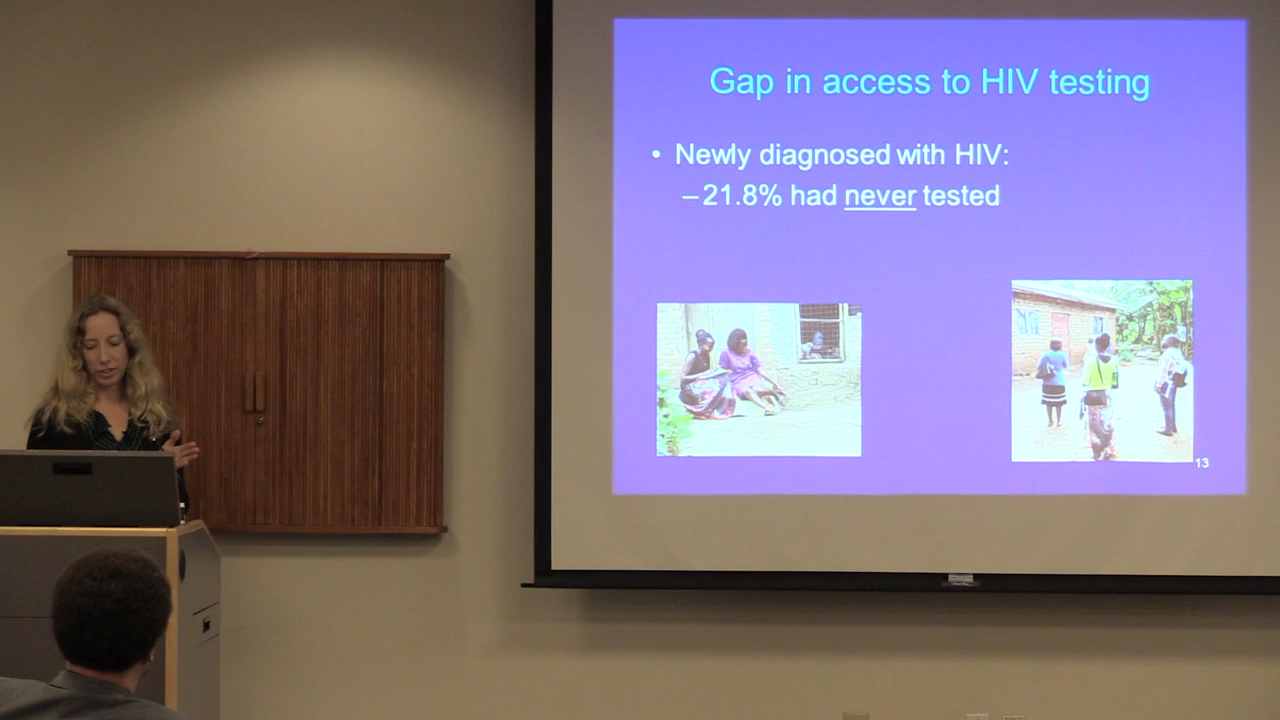 Gap in access to HIV testing
• Newly diagnosed with HIV:
–21.8% had never tested
13